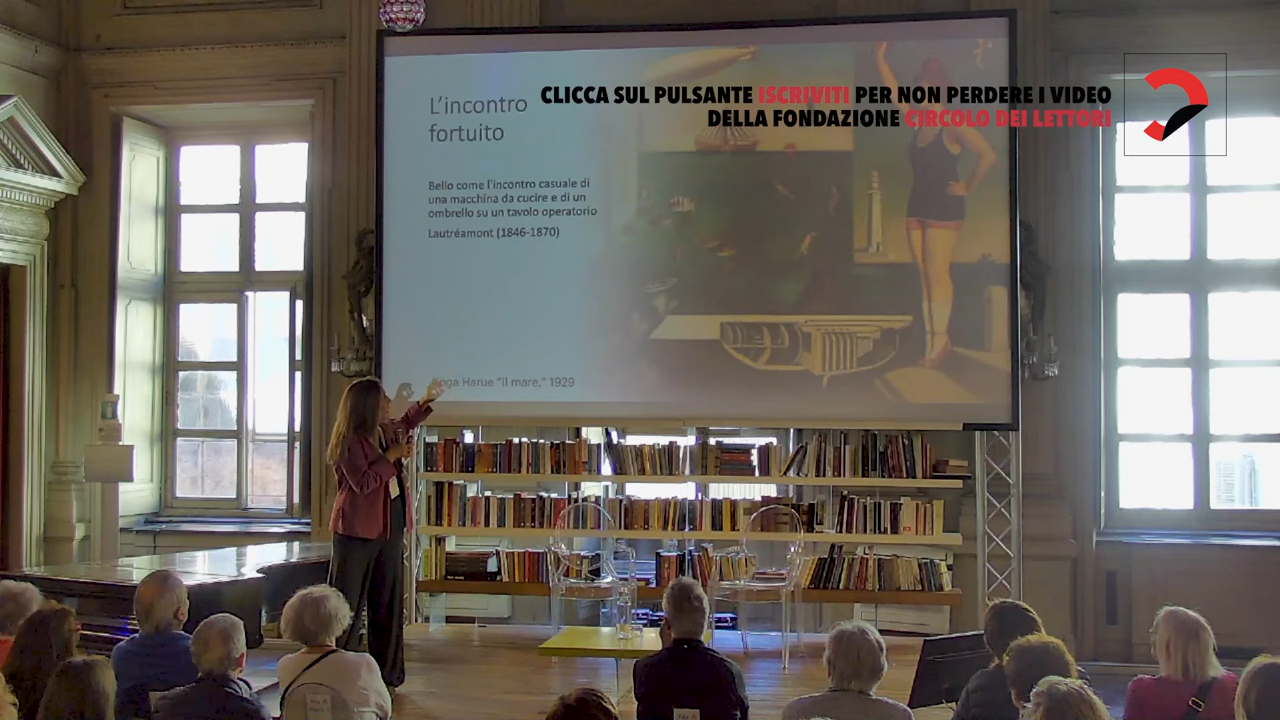 CLICCA SUL PULSANTE ISCRIVITI PER NON PERDERE I VIDEO
DELLA FONDAZIONE CIRCOLO DEI LETTORI
L'incontro
fortuito
Bello come l'incontro casuale di
una macchina da cucire e di un
ombrello su un tavolo operatorio
Lautréamont (1846-1870)
Koga Harue "Il mare," 1929